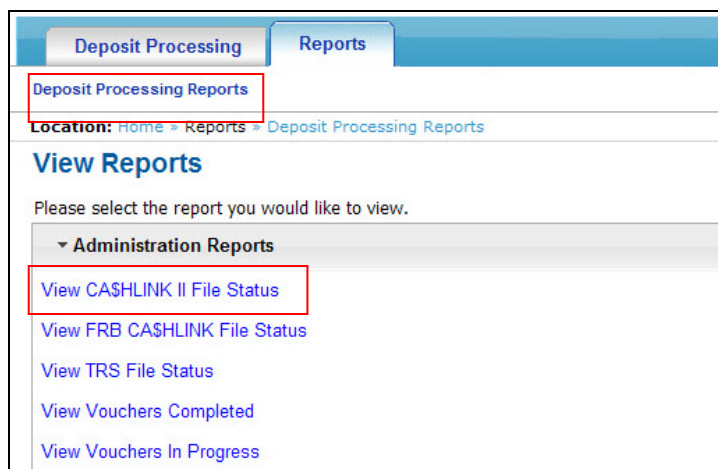 Deposit Processing Reports
Deposit Processing Reports
Location: Home » Reports » Deposit Processing Reports
View Reports
Please select the report you would like to view.
Administration Reports
View CA$HLINK II File Status
View FRB CA$HLINK File Status
View TRS File Status
View Vouchers Completed
View Vouchers In Progress